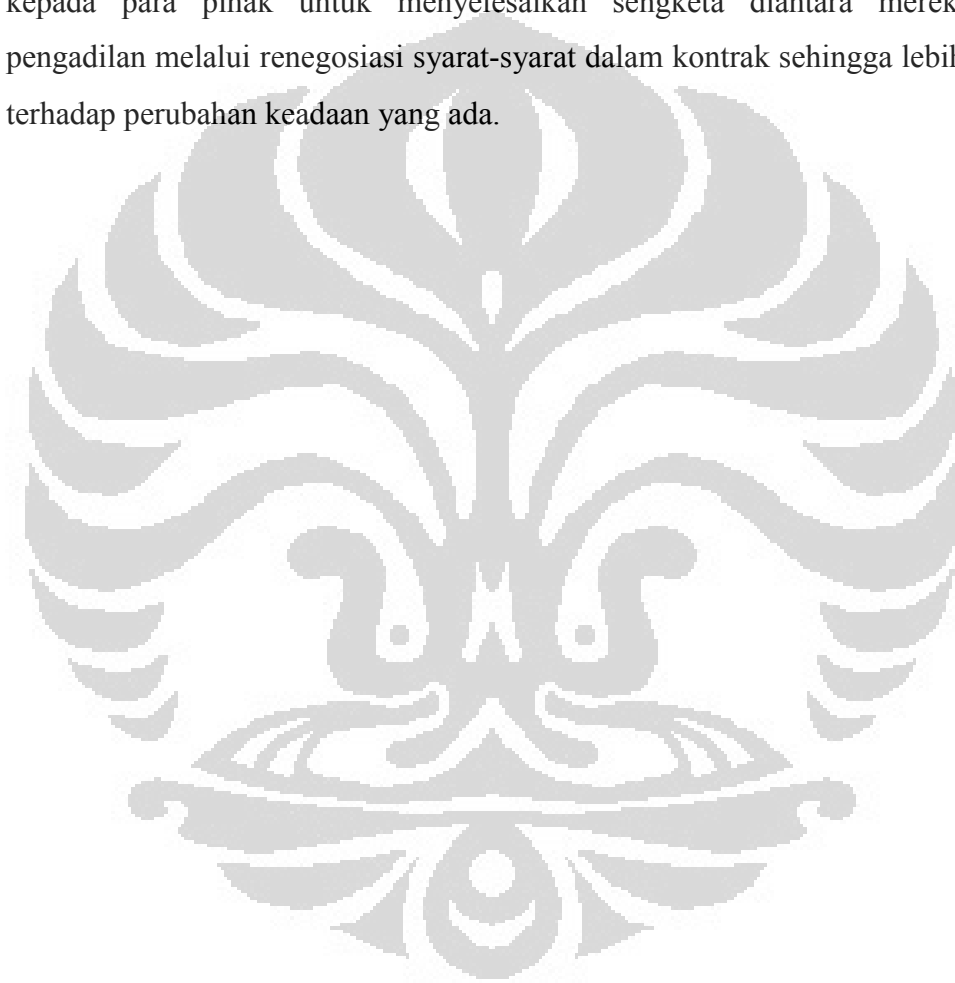 kepada para pihak untuk menyelesaikan sengketa diantara merek
pengadilan melalui renegosiasi syarat-syarat dalam kontrak sehingga lebih
terhadap perubahan keadaan yang ada.